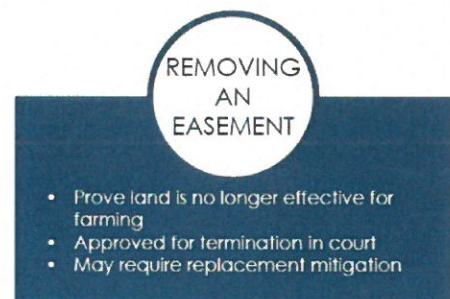 REMOVING
AN
EASEMENT
• Prove land is no longer effective for
farming
• Approved for termination in court
• May require replacement mitigation